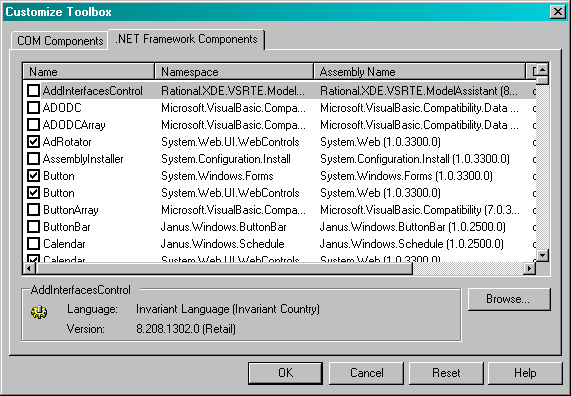 Customize Toolbox
COM Components .NET Framework Components
Name Namespace Assembly Name
AddInterfacesControl Rational.XDE.VSRTE.Model... Rational.XDE.VSRTE.ModelAssistant (8...
ADODC Microsoft.VisualBasic.Compa... Microsoft.VisualBasic.Compatibility.Data ...
ADODCArray Microsoft.VisualBasic.Compa... Microsoft.VisualBasic.Compatibility.Data ...
AdRotator System.Web.UI.WebControls System.Web (1.0.3300.0)
AssemblyInstaller System.Configuration.Install System.Configuration.Install (1.0.3300.0)
Button System.Windows.Forms System.Windows.Forms (1.0.3300.0)
Button System.Web.UI.WebControls System.Web (1.0.3300.0)
ButtonArray Microsoft.VisualBasic.Compa... Microsoft.VisualBasic.Compatibility (7.0.3...
ButtonBar Janus.Windows.ButtonBar Janus.Windows.ButtonBar (1.0.2500.0)
Calendar Janus.Windows.Schedule Janus.Windows.Schedule (1.0.2500.0)
Calendar System.Web.UI.WebControls System.Web (1.0.3300.0)
AddInterfacesControl
Browse...
Language: Invariant Language (Invariant Country)
Version: 8.208.1302.0 (Retail)
OK Cancel Reset Help